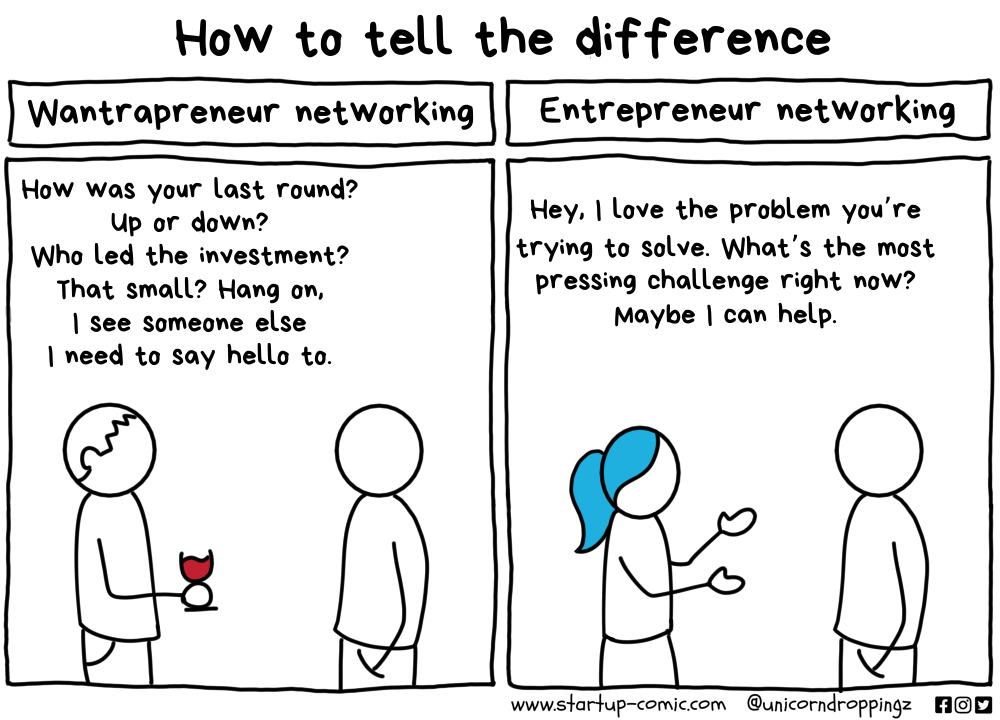 How to tell the difference
Wantrapreneur networking
How was your last round?
Up or down?
Who led the investment?
That small? Hang on,
I see someone else
I need to say hello to.
Entrepreneur networking
Hey, I love the problem you're
trying to solve. What's the most
pressing challenge right now?
Maybe I can help.
www.startup-comic.com @unicorndroppingz